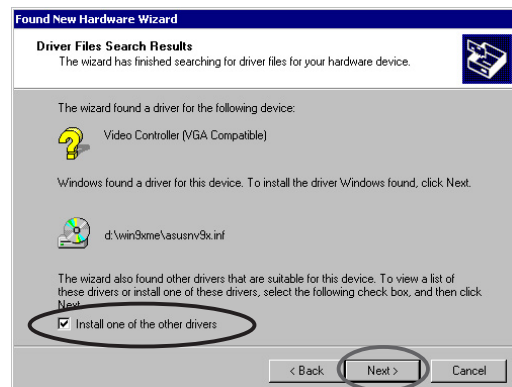 Found New Hardware Wizard
Driver Files Search Results
The wizard has finished searching for driver files for your hardware device.
The wizard found a driver for the following device:
Video Controller (VGA Compatible)
Windows found a driver for this device. To install the driver Windows found, click Next.
d:\win9xme\asusnv9x.inf
The wizard also found other drivers that are suitable for this device. To view a list of
these drivers or install one of these drivers, select the following check box, and then click
Next.
Install one of the other drivers
< Back Next > Cancel